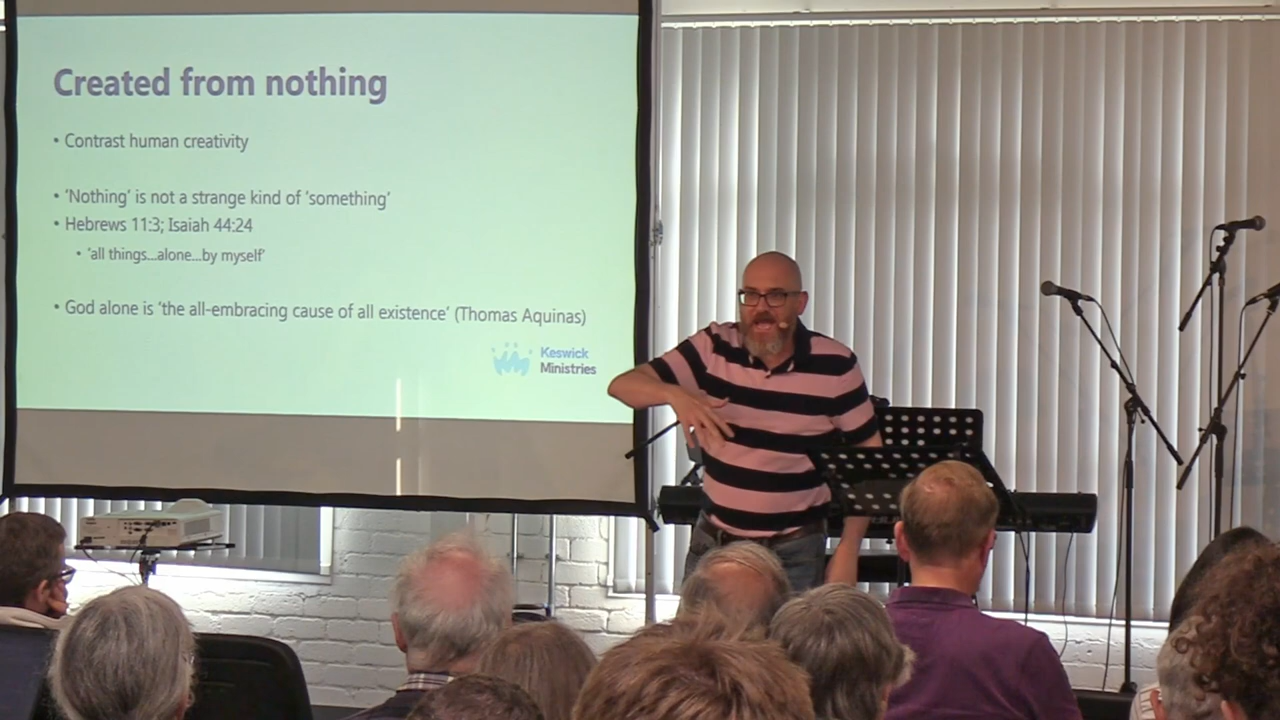 Created from nothing
• Contrast human creativity
• 'Nothing' is not a strange kind of 'something'
• Hebrews 11:3; Isaiah 44:24
• 'all things...alone...by myself'
• God alone is 'the all-embracing cause of all existence' (Thomas Aquinas)
Keswick
Ministries